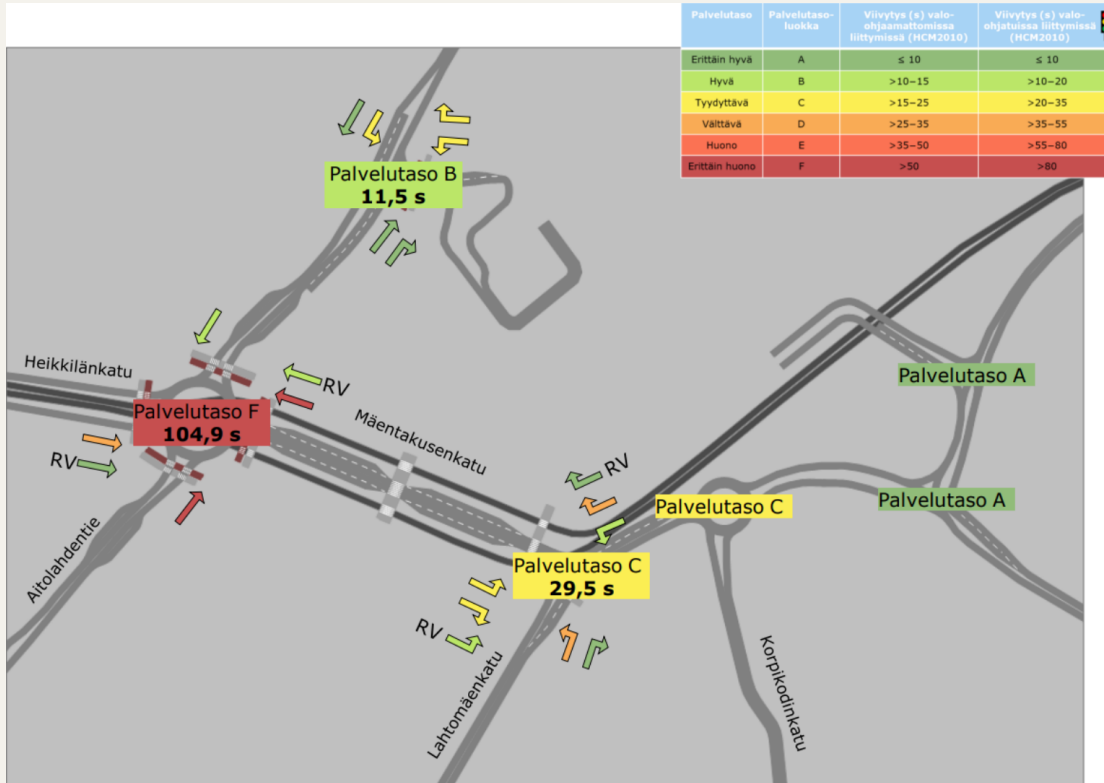 Palvelutaso
Palvelutaso-
luokka
Viivytys (s) valo-
ohjaamattomissa
liittymissä (HCM2010)
Viivytys (s) valo-
ohjatuissa liittymissä
(HCM2010)
Erittäin hyvä A ≤ 10 ≤ 10
Hyvä B >10−15 >10−20
Tyydyttävä C >15−25 >20−35
Välttävä D >25−35 >35−55
Huono E >35−50 >55−80
Erittäin huono F >50 >80
Palvelutaso B
11,5 s
Heikkilänkatu
RV
Palvelutaso A
Palvelutaso F
104,9 s
Mäentakusenkatu
RV
RV
Palvelutaso C
Palvelutaso A
Aitolahdentie
Palvelutaso C
29,5 s
RV
Lahtomäenkatu
Korpikodinkatu